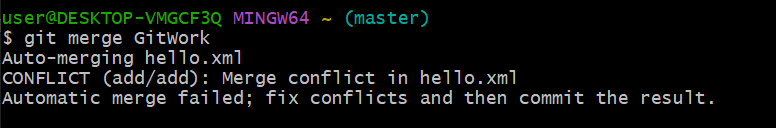 user@DESKTOP-VMGCF3Q MINGW64 ~ (master)
$ git merge GitWork
Auto-merging hello.xml
CONFLICT (add/add): Merge conflict in hello.xml
Automatic merge failed; fix conflicts and then commit the result.